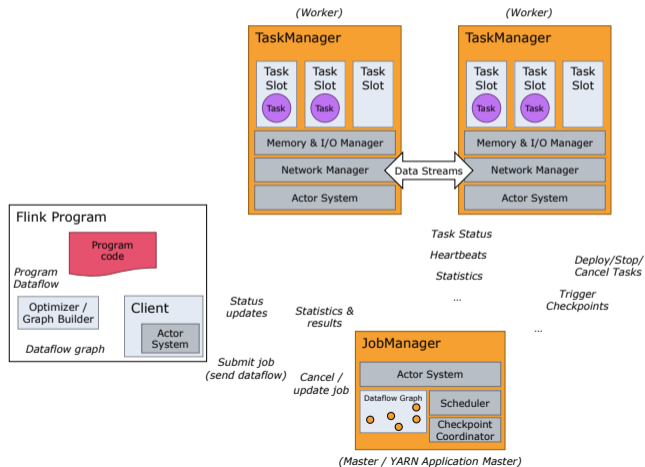 (Worker)
(Worker)
TaskManager
Task
Slot
Task
Slot
Task
Slot
Task
Task
Memory & I/O Manager
Network Manager
Actor System
Data Streams
TaskManager
Task
Slot
Task
Slot
Task
Slot
Task
Task
Memory & I/O Manager
Network Manager
Actor System
Flink Program
Program
code
Program
Dataflow
Optimizer /
Graph Builder
Dataflow graph
Client
Actor
System
Task Status
Heartbeats
Statistics
...
Deploy/Stop/
Cancel Tasks
Trigger
Checkpoints
...
Status
updates
Statistics &
results
Submit job
(send dataflow)
Cancel /
update job
JobManager
Actor System
Dataflow Graph
Scheduler
Checkpoint
Coordinator
(Master / YARN Application Master)